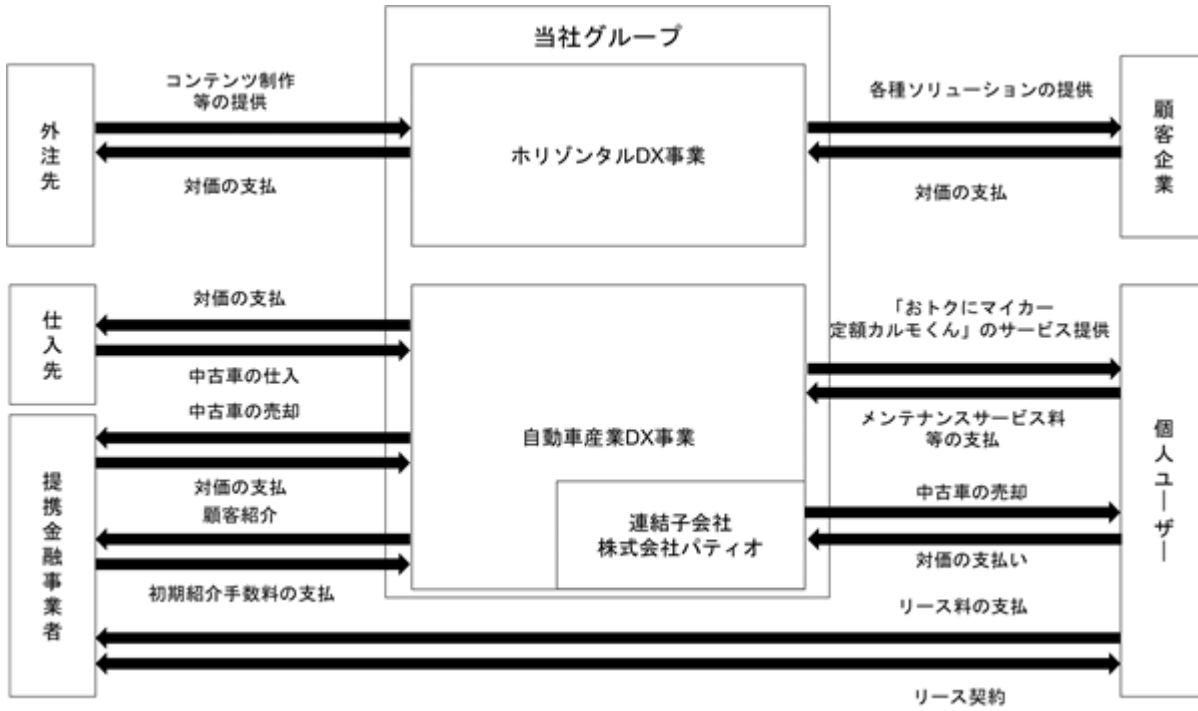 当社グループ
コンテンツ制作
等の提供
各種ソリューションの提供
外注先
ホリゾンタルDX事業
顧客企業
対価の支払
対価の支払
仕入先
対価の支払
「おトクにマイカー
定額カルモくん」のサービス提供
中古車の仕入
中古車の売却
メンテナンスサービス料
等の支払
自動車産業DX事業
個人ユーザー
提携金融事業者
対価の支払
顧客紹介
中古車の売却
連結子会社
株式会社パティオ
対価の支払い
初期紹介手数料の支払
リース料の支払
リース契約